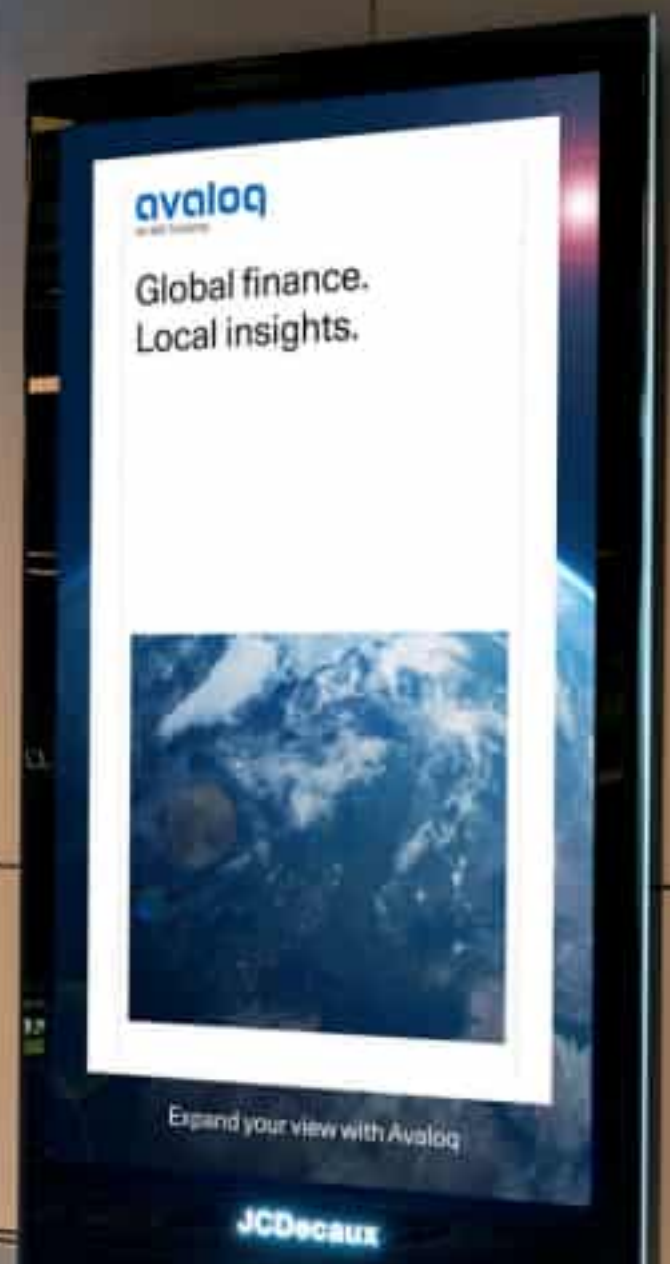 avaloq
Global finance.
Local insights.
Expand your view with Avaloq
JCDecaux